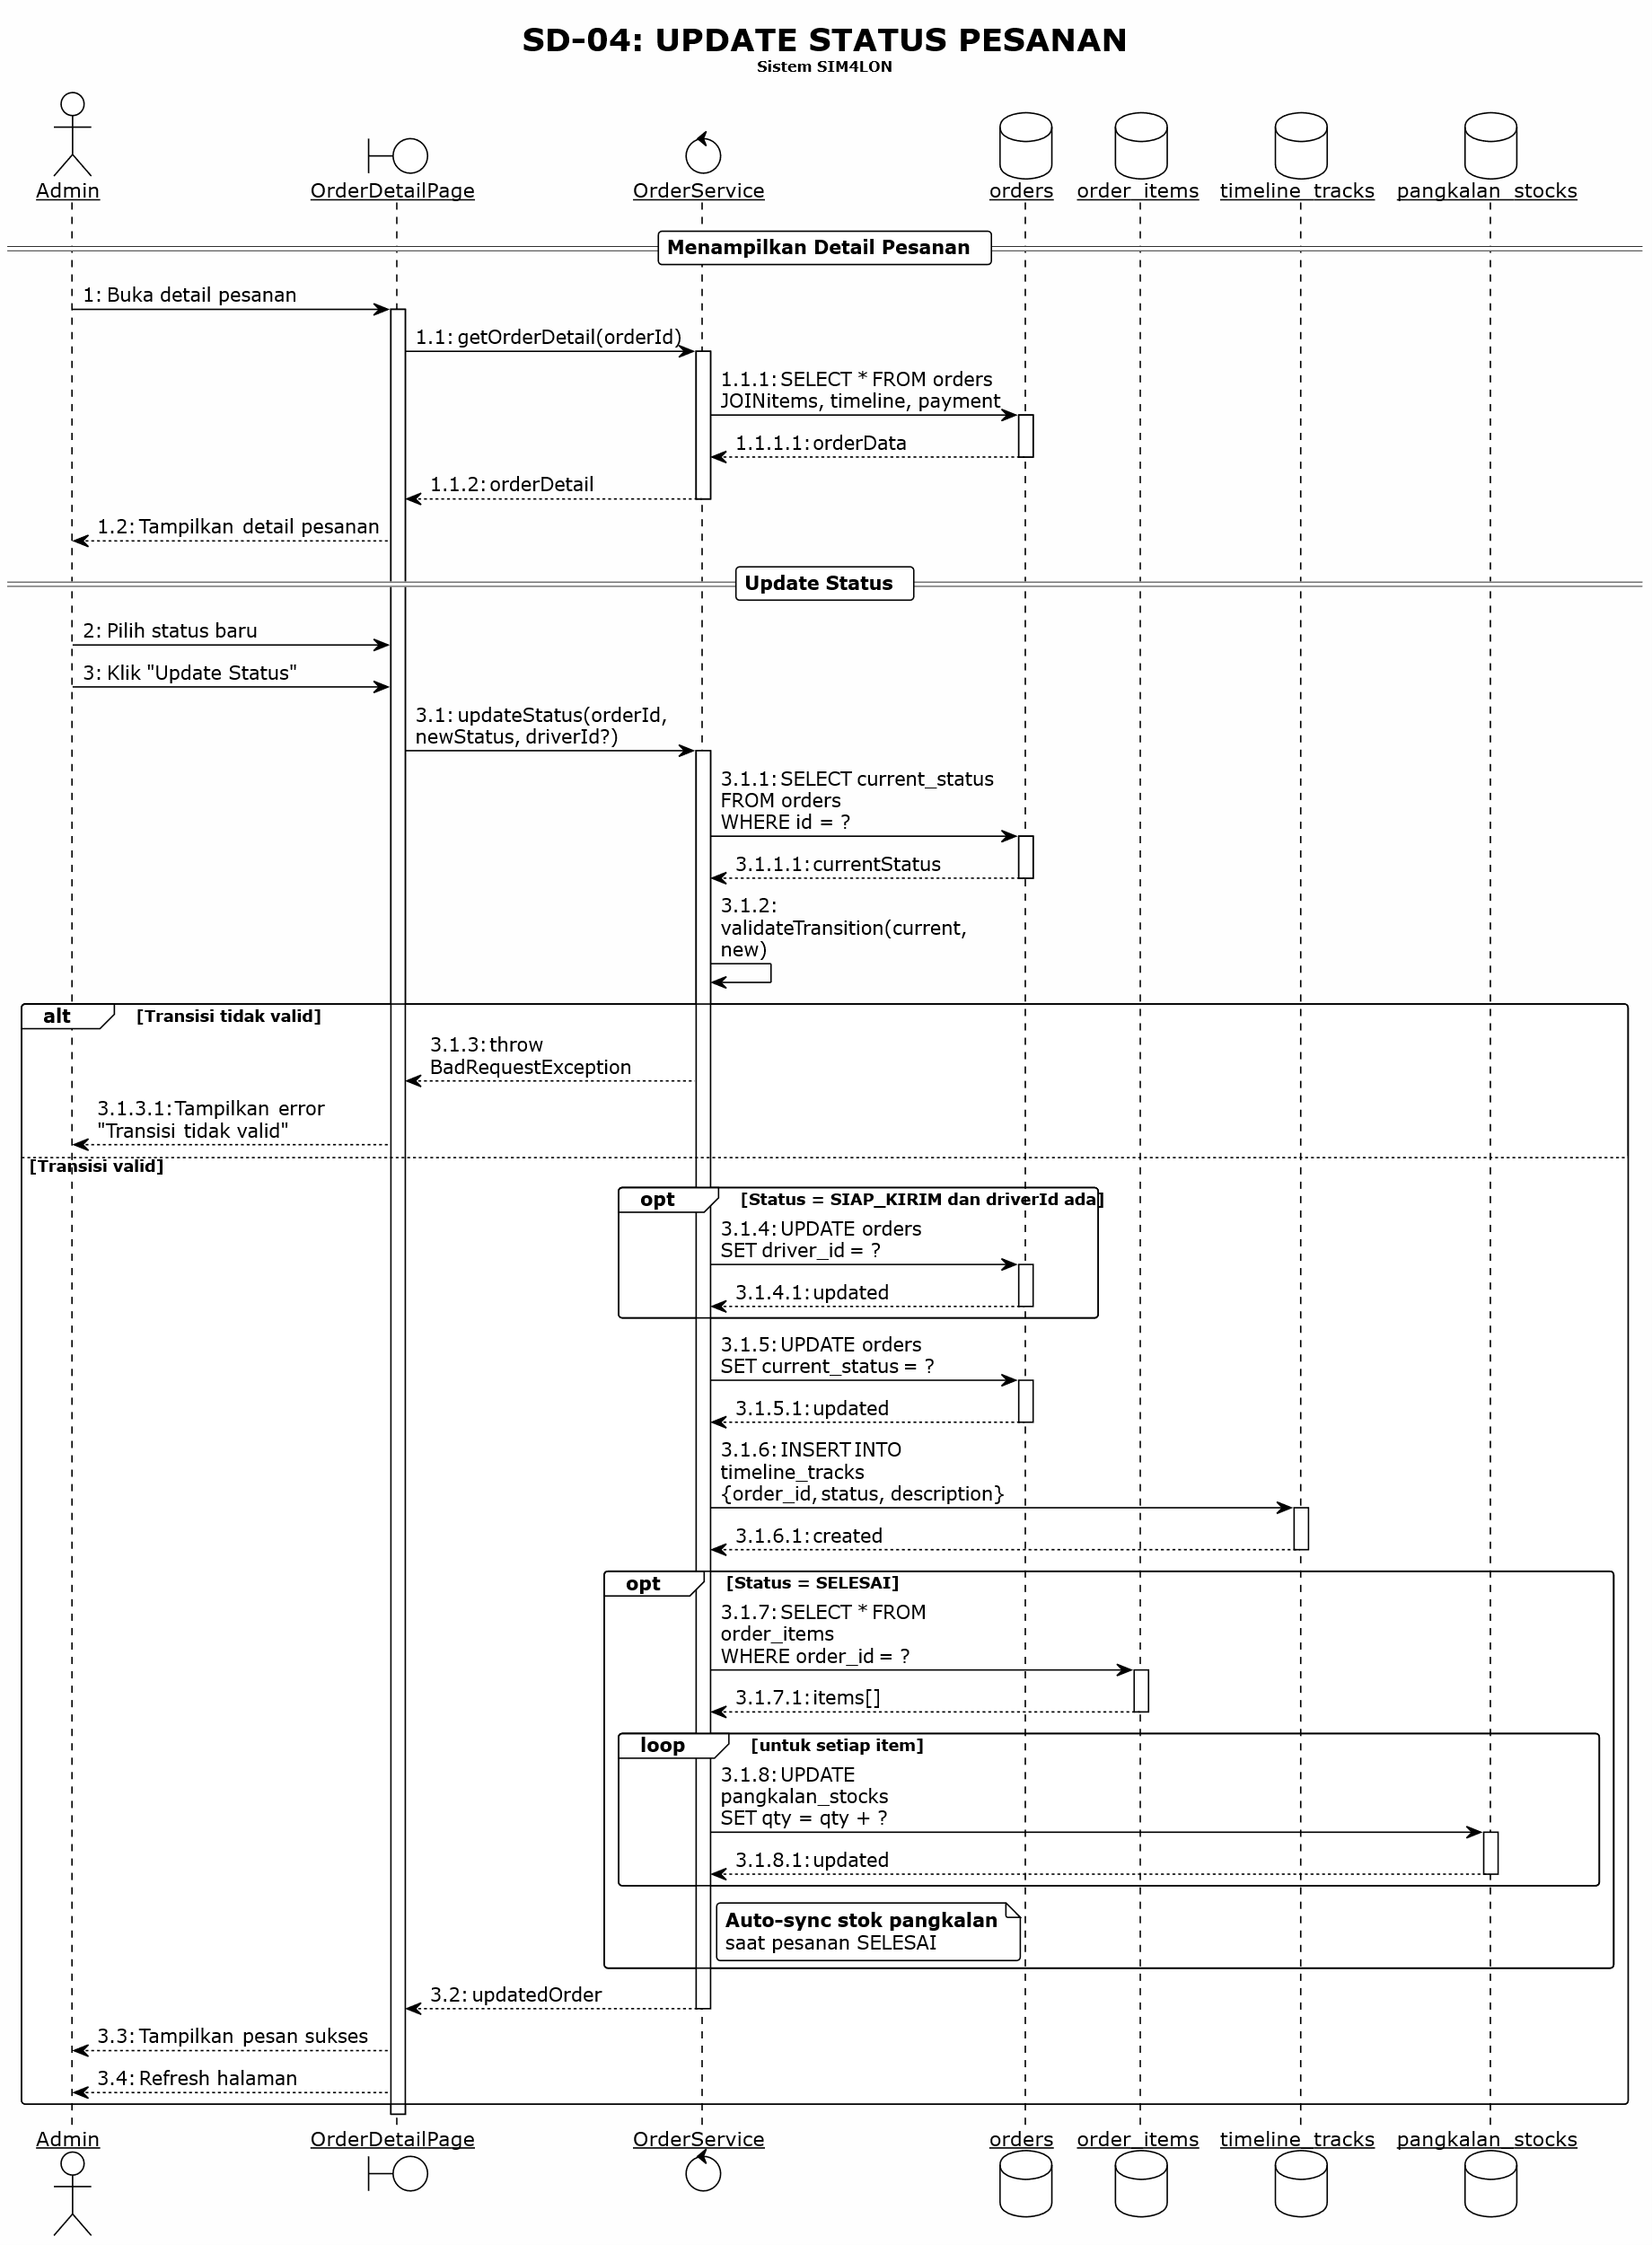 SD-04: UPDATE STATUS PESANAN
Sistem SIM4LON
Admin
OrderDetailPage
OrderService
orders
order_items
timeline_tracks
pangkalan_stocks
Menampilkan Detail Pesanan
1: Buka detail pesanan
1.1: getOrderDetail(orderId)
1.1.1: SELECT * FROM orders
JOINitems, timeline, payment
1.1.1.1: orderData
1.1.2: orderDetail
1.2: Tampilkan detail pesanan
Update Status
2: Pilih status baru
3: Klik "Update Status"
3.1: updateStatus(orderId,
newStatus, driverId?)
3.1.1: SELECT current_status
FROM orders
WHERE id = ?
3.1.1.1: currentStatus
3.1.2:
validateTransition(current,
new)
alt [Transisi tidak valid]
3.1.3: throw
BadRequestException
3.1.3.1: Tampilkan error
"Transisi tidak valid"
[Transisi valid]
opt [Status = SIAP_KIRIM dan driverId ada]
3.1.4: UPDATE orders
SET driver_id = ?
3.1.4.1: updated
3.1.5: UPDATE orders
SET current_status = ?
3.1.5.1: updated
3.1.6: INSERT INTO
timeline_tracks
{order_id, status, description}
3.1.6.1: created
opt [Status = SELESAI]
3.1.7: SELECT * FROM
order_items
WHERE order_id = ?
3.1.7.1: items[]
loop [untuk setiap item]
3.1.8: UPDATE
pangkalan_stocks
SET qty = qty + ?
3.1.8.1: updated
Auto-sync stok pangkalan
saat pesanan SELESAI
3.2: updatedOrder
3.3: Tampilkan pesan sukses
3.4: Refresh halaman
Admin
OrderDetailPage
OrderService
orders
order_items
timeline_tracks
pangkalan_stocks